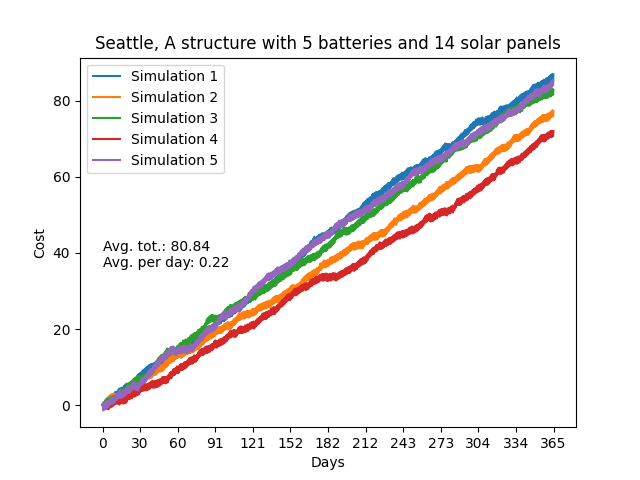 Seattle, A structure with 5 batteries and 14 solar panels
Simulation 1
Simulation 2
Simulation 3
Simulation 4
Simulation 5
Avg. tot.: 80.84
Avg. per day: 0.22
Cost
80
60
40
20
0
0 30 60 91 121 152 182 212 243 273 304 334 365
Days